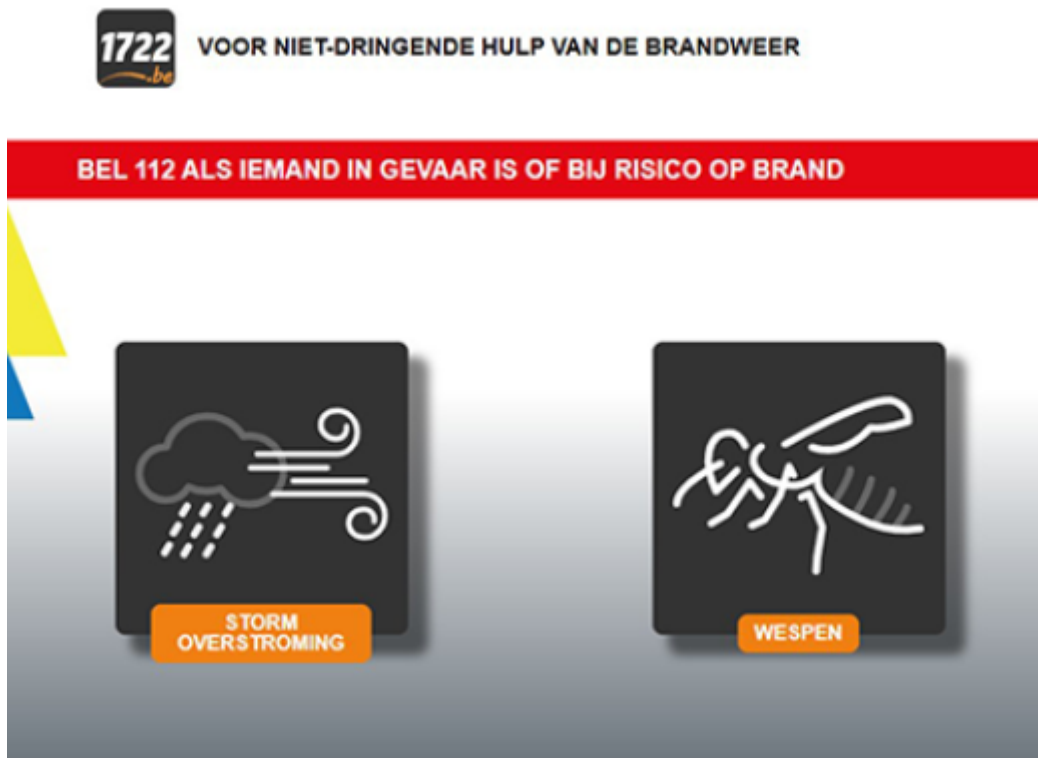 1722
.be
VOOR NIET-DRINGENDE HULP VAN DE BRANDWEER
BEL 112 ALS IEMAND IN GEVAAR IS OF BIJ RISICO OP BRAND
STORM
OVERSTROMING
WESPEN